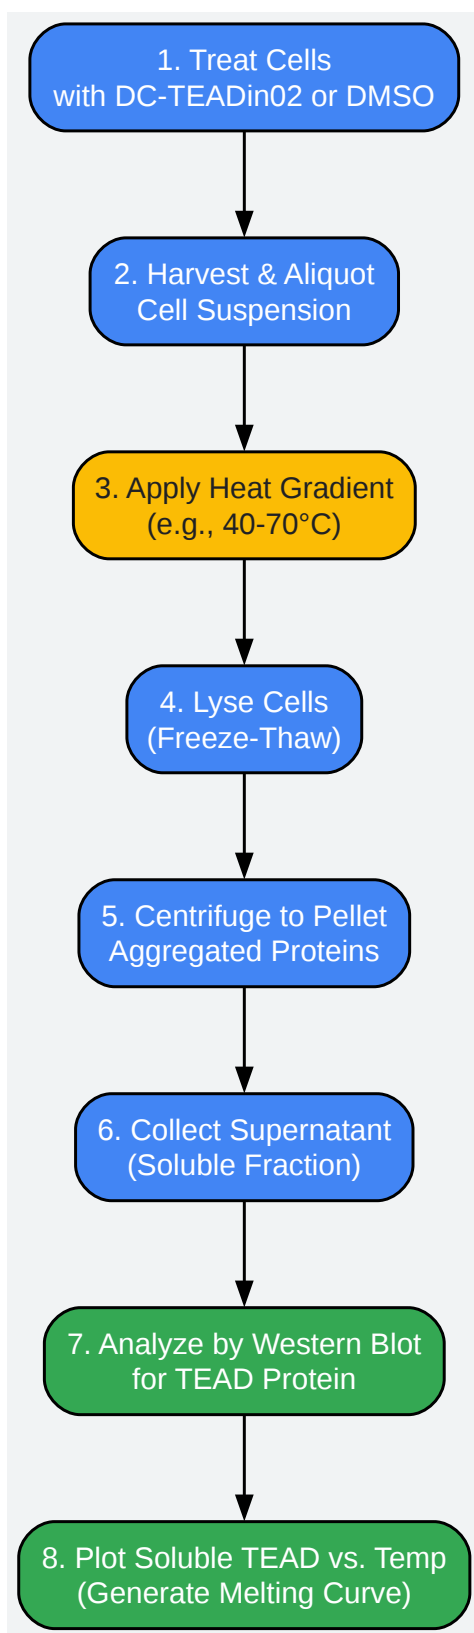 1. Treat Cells
with DC-TEADin02 or DMSO
2. Harvest & Aliquot
Cell Suspension
3. Apply Heat Gradient
(e.g., 40-70°C)
4. Lyse Cells
(Freeze-Thaw)
5. Centrifuge to Pellet
Aggregated Proteins
6. Collect Supernatant
(Soluble Fraction)
7. Analyze by Western Blot
for TEAD Protein
8. Plot Soluble TEAD vs. Temp
(Generate Melting Curve)